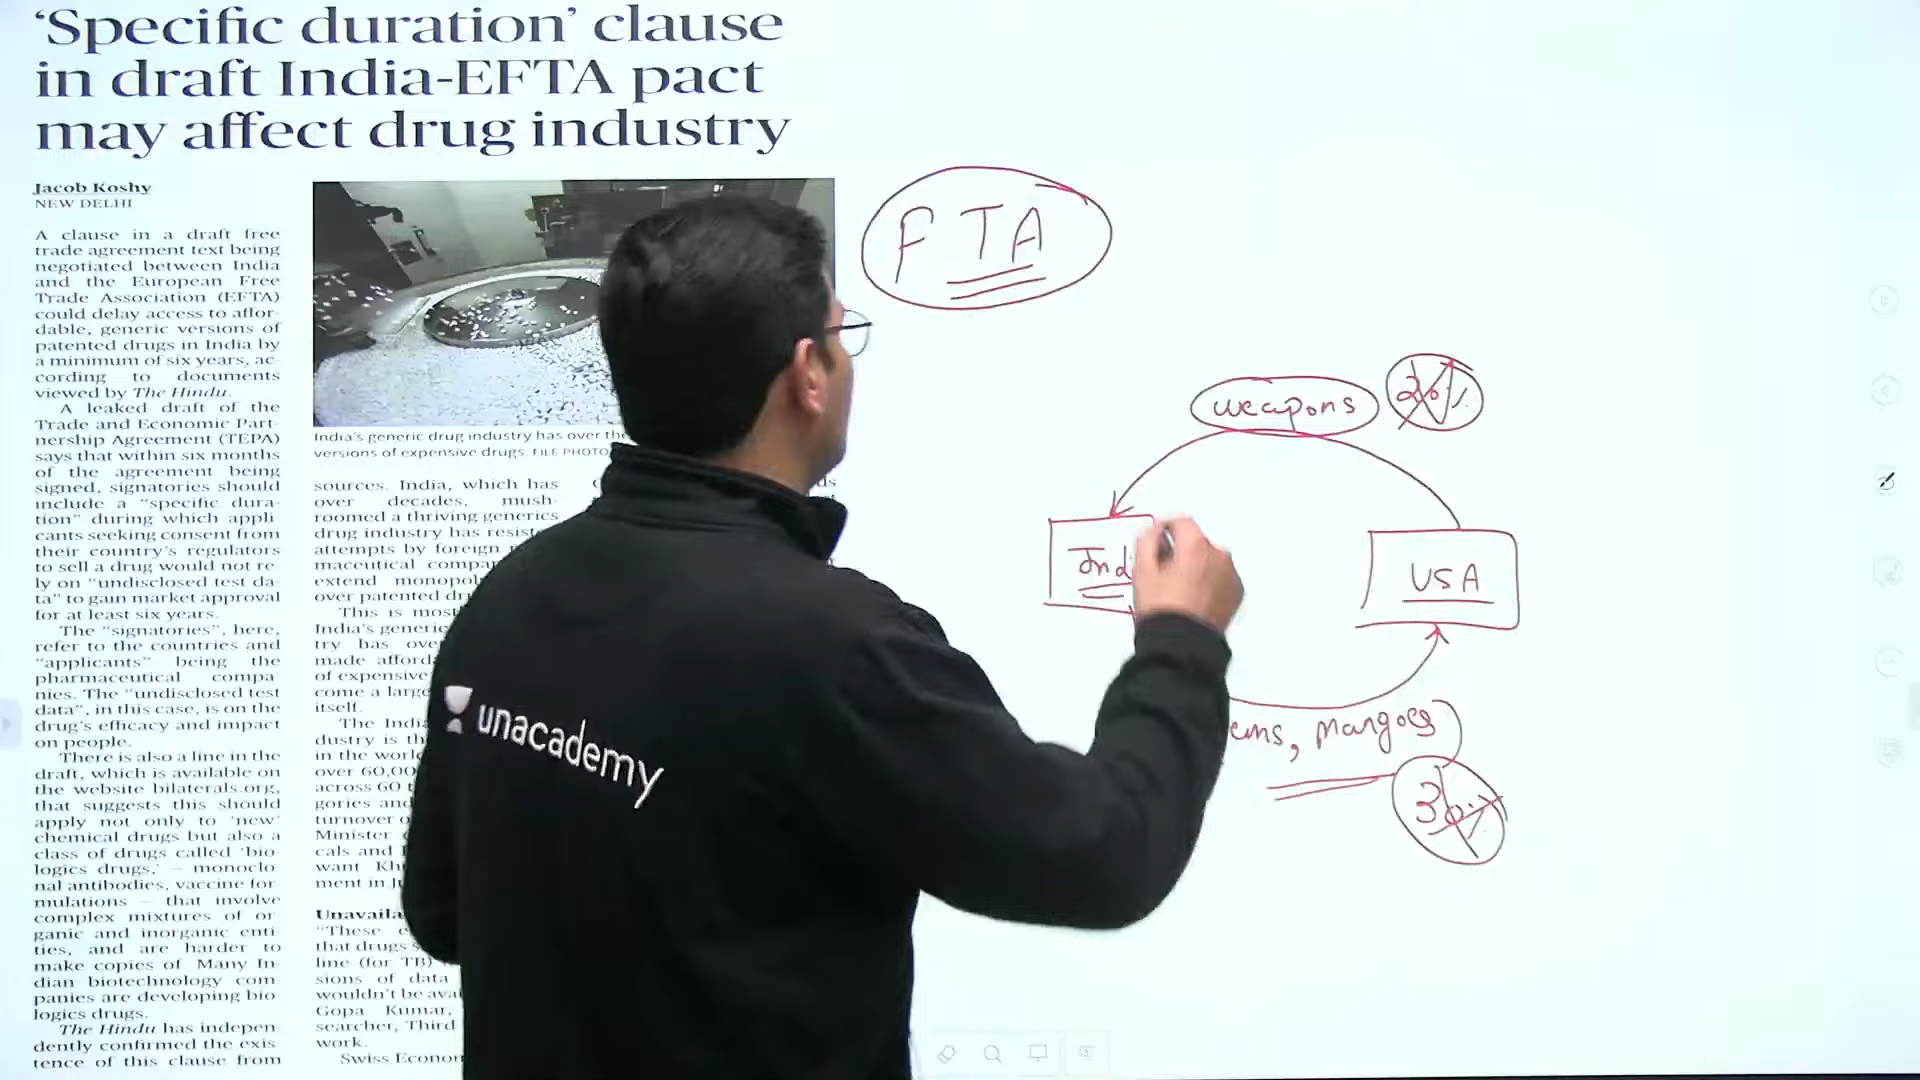 ‘Specific duration’ clause
in draft India-EFTA pact
may affect drug industry
Jacob Koshy
NEW DELHI
A clause in a draft free
trade agreement text being
negotiated between India
and the European Free
Trade Association (EFTA)
could delay access to affor-
dable, generic versions of
patented drugs in India by
a minimum of six years, ac-
cording to documents
viewed by The Hindu.
A leaked draft of the
Trade and Economic Part-
nership Agreement (TEPA)
says that within six months
of the agreement being
signed, signatories should
include a “specific dura-
tion” during which appli-
cants seeking consent from
their country’s regulators
to sell a drug would not re-
ly on “undisclosed test da-
ta” to gain market approval
for at least six years.
The “signatories”, here,
refer to the countries and
“applicants” being the
pharmaceutical compa
nies. The “undisclosed test
data”, in this case, is on the
drug’s efficacy and impact
on people.
There is also a line in the
draft, which is available on
the website bilaterals.org,
that suggests this should
apply not only to ‘new’
chemical drugs but also a
class of drugs called ‘bio-
logics drugs,’ – monoclo
nal antibodies, vaccine for
mulations – that involve
complex mixtures of or
ganic and inorganic enti
ties, and are harder to
make copies of Many In-
dian biotechnology com-
panies are developing bio
logics drugs.
The Hindu has indepen-
dently confirmed the exis
tence of this clause from
India’s generic drug industry has over the
versions of expensive drugs. FILE PHOTO
sources. India, which has
over decades, mush-
roomed a thriving generics
drug industry has resist
attempts by foreign
maceutical compa
extend monopol
over patented dr
This is most
India’s generic
try has ove
made afford
of expensive
come a large
itself.
The India
dustry is th
in the world
over 60,00
across 60 t
gories and
turnover o
Minister
cals and
want Kh
ment in Ju
Unavaila
“These
that drugs s
line (for TB)
sions of data
wouldn’t be avai
Gopa Kumar,
searcher, Third
work.
Swiss Econom
FTA
weapons
20%
Ind
USA
ems, Mangoes
30%
unacademy